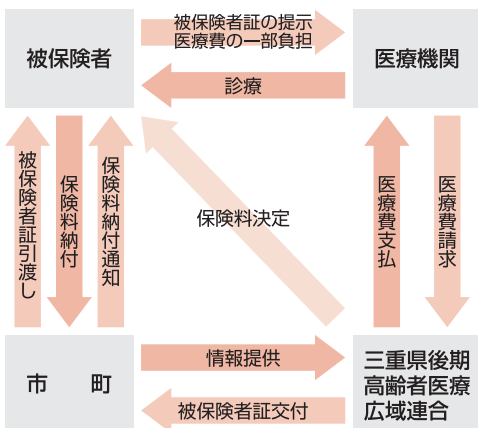 被保険者
被保険者証の提示
医療費の一部負担
医療機関
診療
被保険者証引渡し
保険料納付
保険料納付通知
保険料決定
医療費支払
医療費請求
市　町
情報提供
被保険者証交付
三重県後期
高齢者医療
広域連合